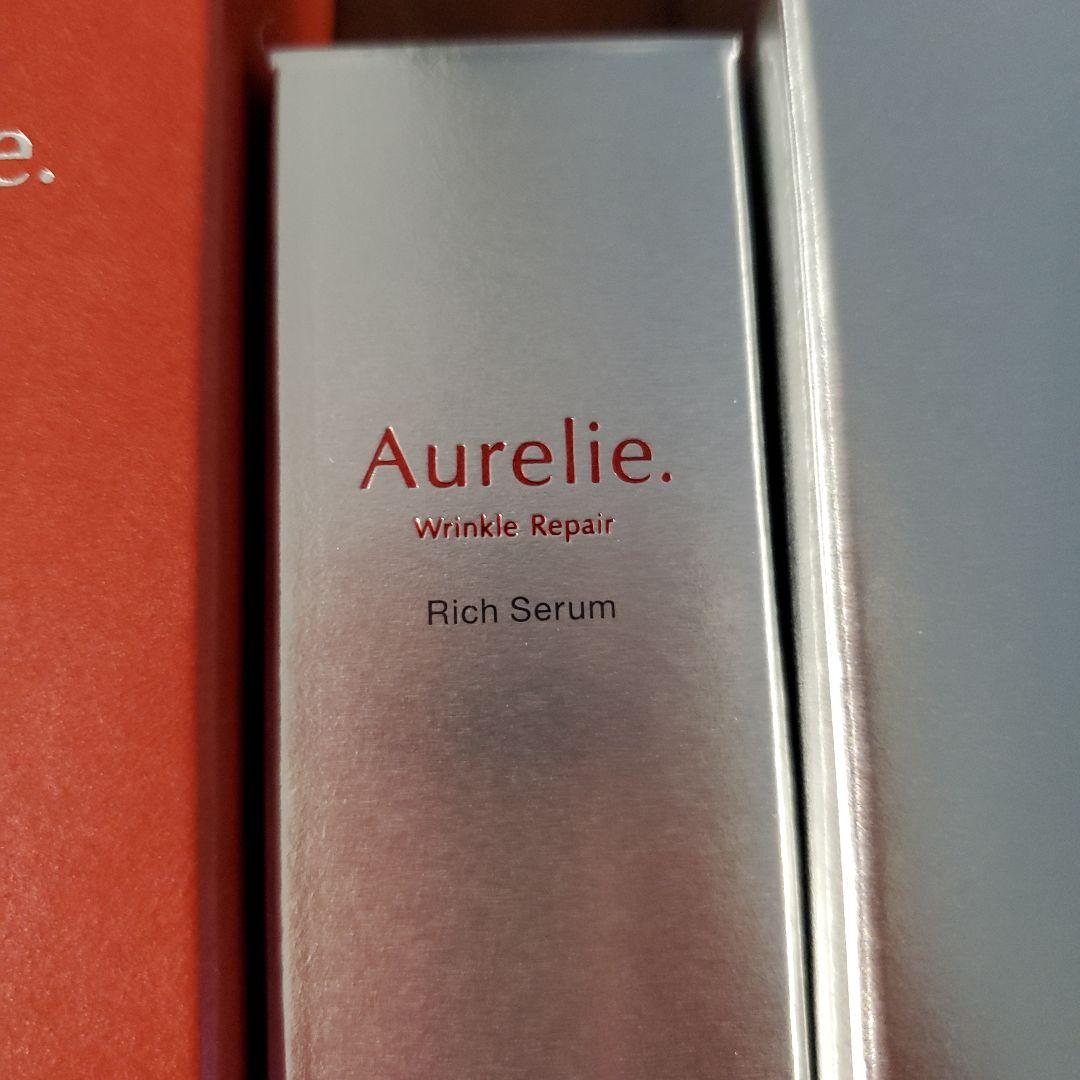 e.
Aurelie.
Wrinkle Repair
Rich Serum